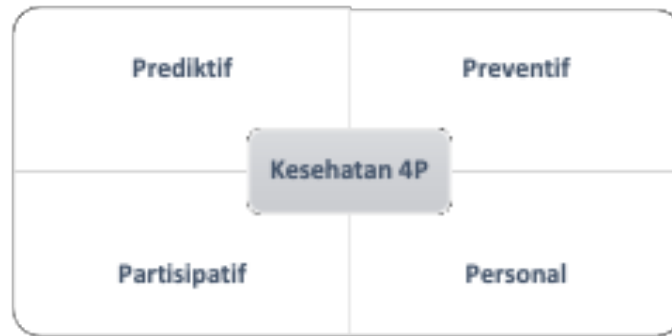 Prediktif
Preventif
Kesehatan 4P
Partisipatif
Personal